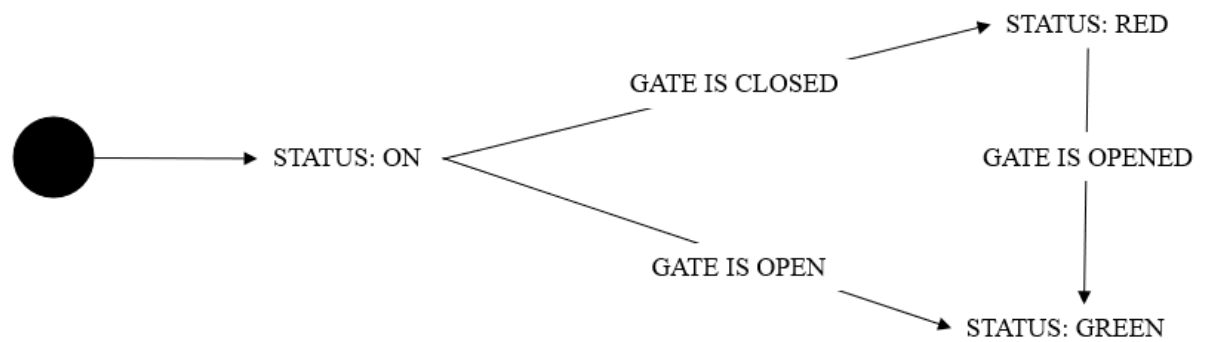 STATUS: RED
GATE IS CLOSED
STATUS: ON
GATE IS OPENED
GATE IS OPEN
STATUS: GREEN